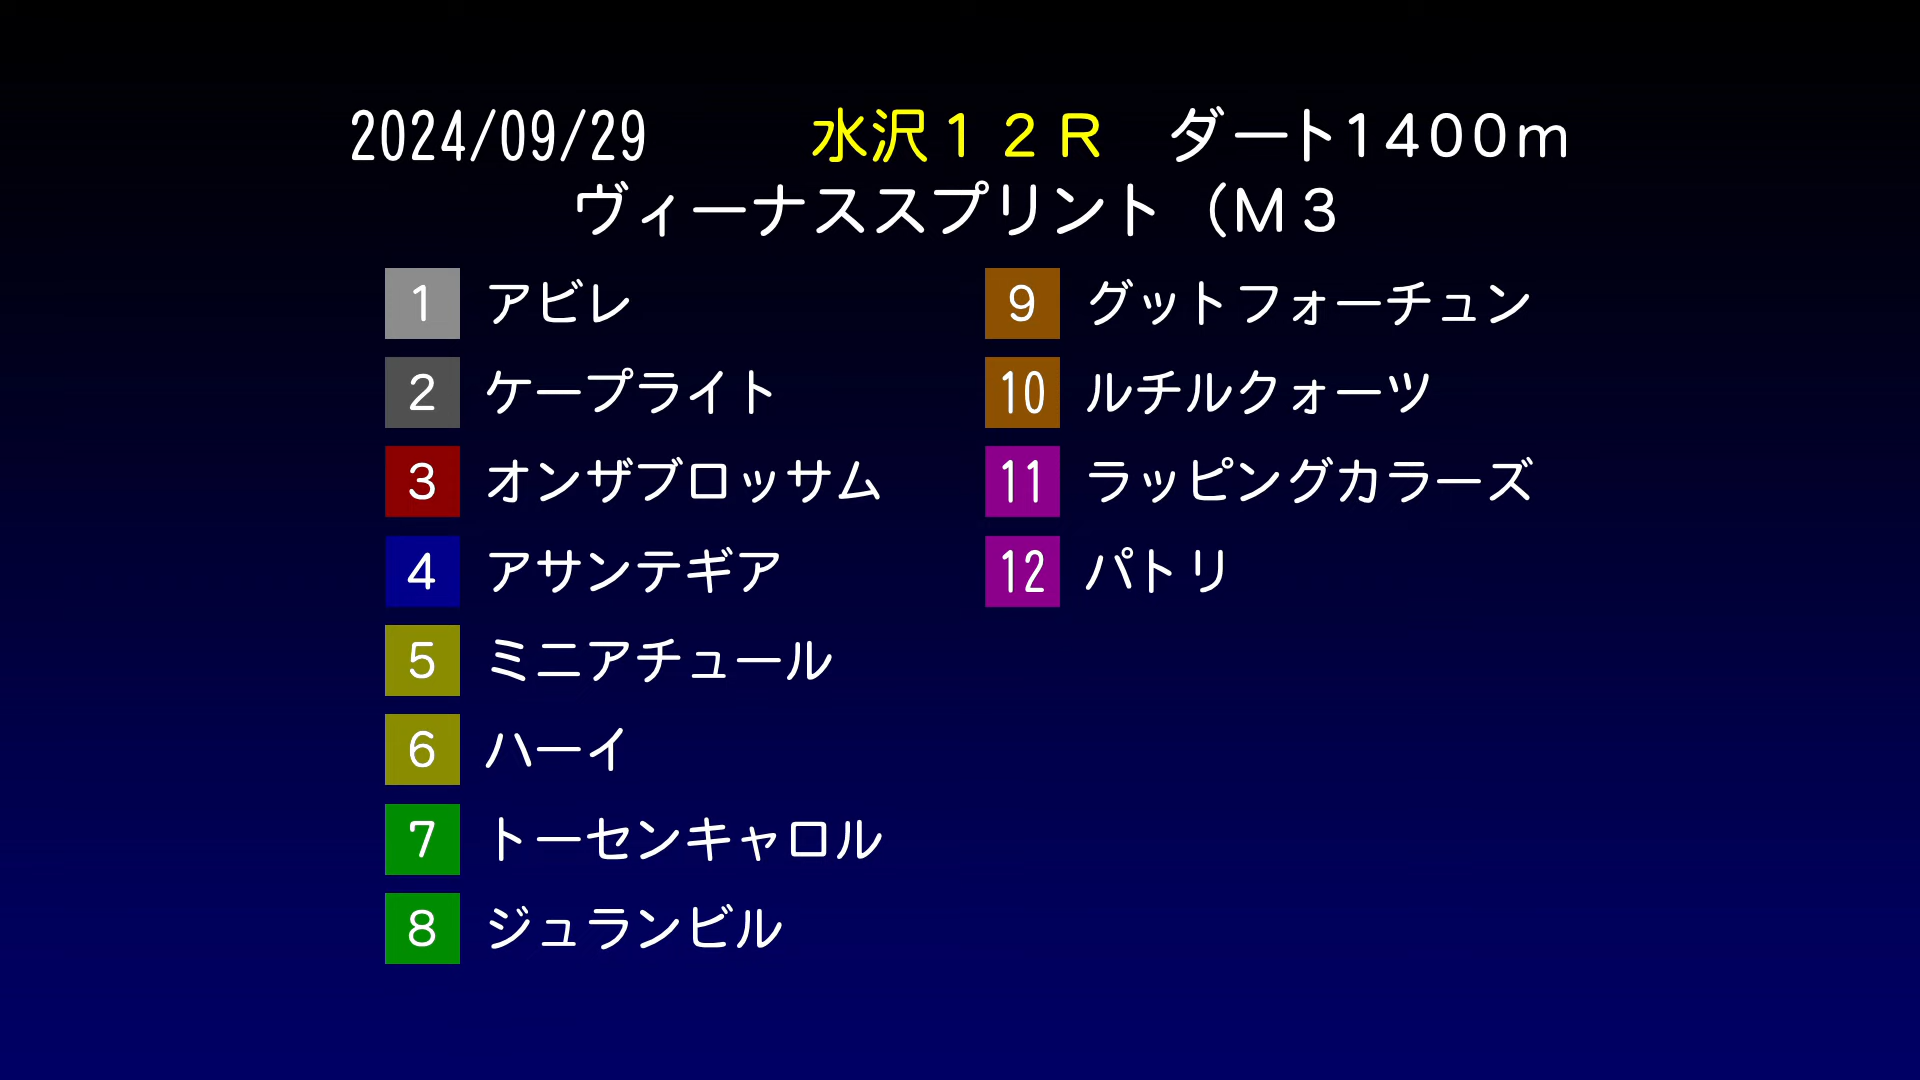 2024/09/29 水沢１２Ｒ ダート1４００ｍ
ヴィーナススプリント（Ｍ３
1 アビレ
2 ケープライト
3 オンザブロッサム
4 アサンテギア
5 ミニアチュール
6 ハーイ
7 トーセンキャロル
8 ジュランビル
9 グットフォーチュン
10 ルチルクォーツ
11 ラッピングカラーズ
12 パトリ